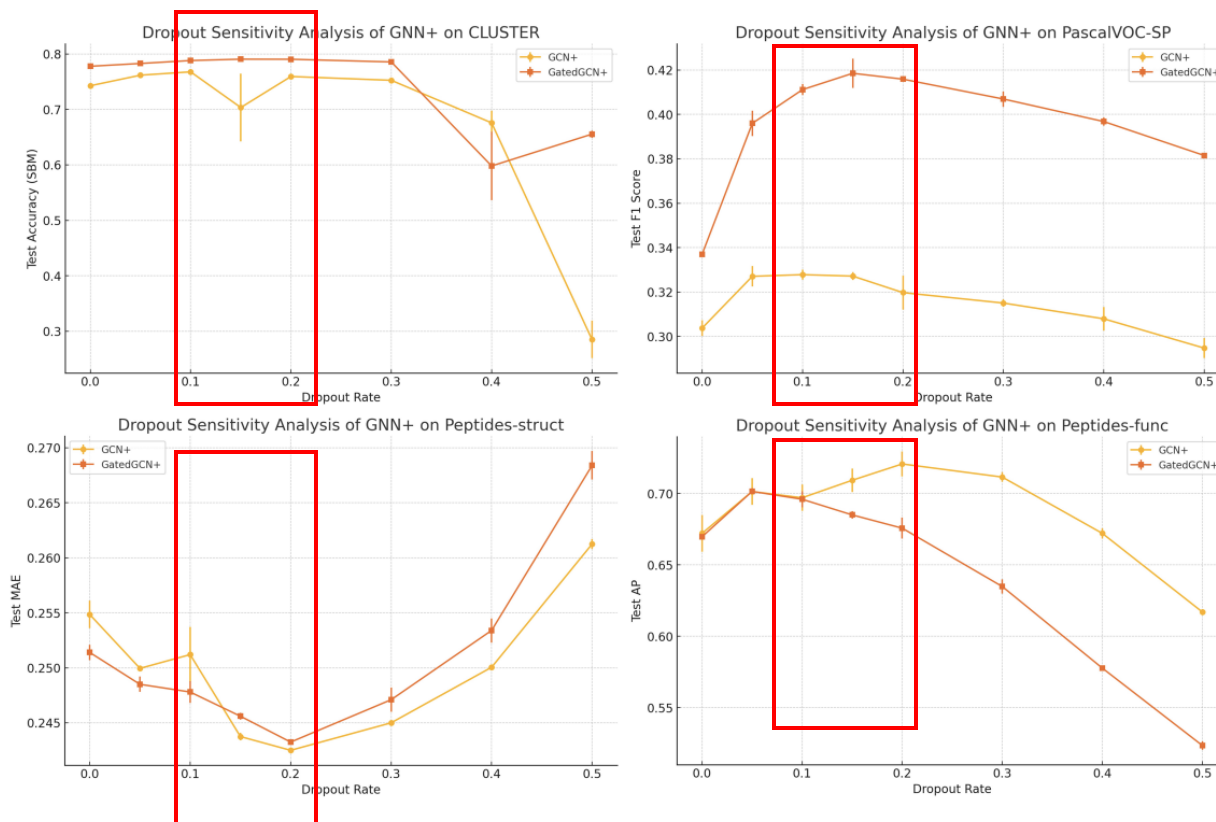 Dropout Sensitivity Analysis of GNN+ on CLUSTER
0.8
0.7
0.6
0.5
0.4
0.3
Test Accuracy (SBM)
GCN+
GatedGCN+
0.0 0.1 0.2 0.3 0.4 0.5
Dropout Rate
Dropout Sensitivity Analysis of GNN+ on PascalVOC-SP
0.42
0.40
0.38
0.36
0.34
0.32
0.30
Test F1 Score
GCN+
GatedGCN+
0.0 0.1 0.2 0.3 0.4 0.5
Dropout Rate
Dropout Sensitivity Analysis of GNN+ on Peptides-struct
0.270
0.265
0.260
0.255
0.250
0.245
Test MAE
GCN+
GatedGCN+
0.0 0.1 0.2 0.3 0.4 0.5
Dropout Rate
Dropout Sensitivity Analysis of GNN+ on Peptides-func
0.70
0.65
0.60
0.55
Test AP
GCN+
GatedGCN+
0.0 0.1 0.2 0.3 0.4 0.5
Dropout Rate